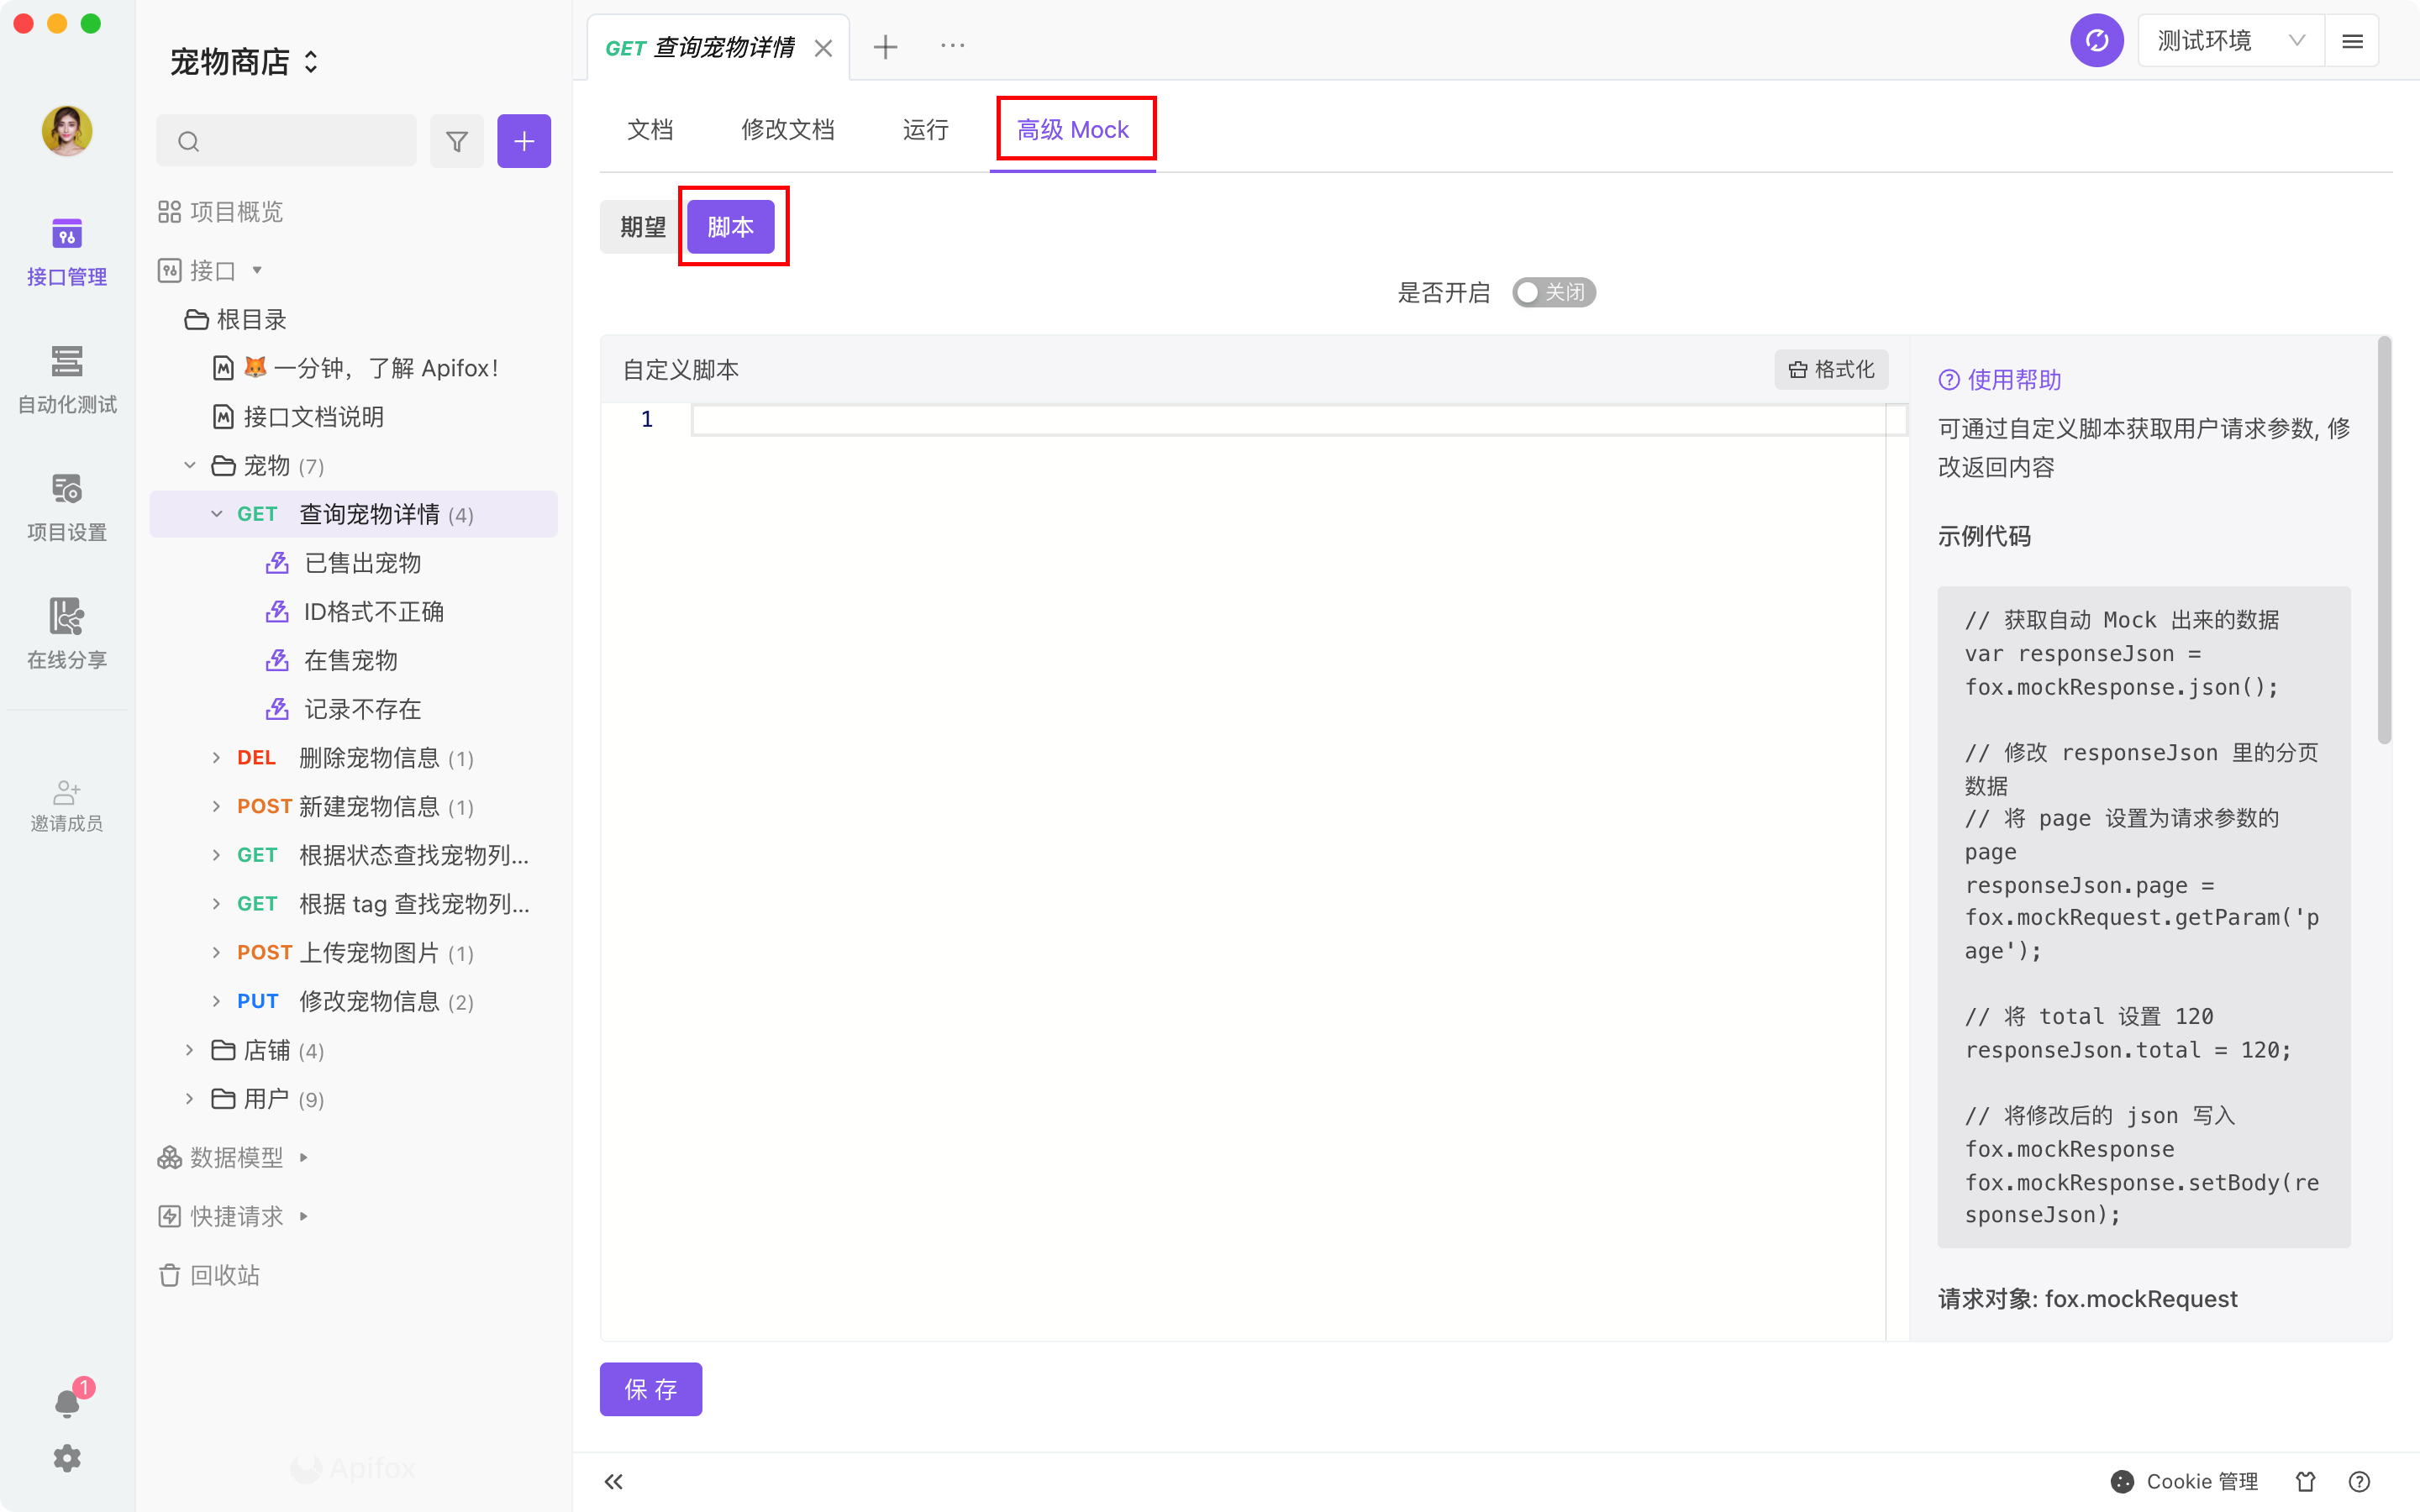 宠物商店
GET 查询宠物详情
测试环境
接口管理
自动化测试
项目设置
在线分享
邀请成员
1
项目概览
接口
根目录
一分钟，了解 Apifox！
接口文档说明
宠物 (7)
GET 查询宠物详情 (4)
已售出宠物
ID格式不正确
在售宠物
记录不存在
DEL 删除宠物信息 (1)
POST 新建宠物信息 (1)
GET 根据状态查找宠物列...
GET 根据 tag 查找宠物列...
POST 上传宠物图片 (1)
PUT 修改宠物信息 (2)
店铺 (4)
用户 (9)
数据模型
快捷请求
回收站
Apifox
文档 修改文档 运行 高级 Mock
期望 脚本
是否开启 关闭
自定义脚本 格式化
1
使用帮助
可通过自定义脚本获取用户请求参数, 修
改返回内容
示例代码
// 获取自动 Mock 出来的数据
var responseJson =
fox.mockResponse.json();
// 修改 responseJson 里的分页
数据
// 将 page 设置为请求参数的
page
responseJson.page =
fox.mockRequest.getParam('p
age');
// 将 total 设置 120
responseJson.total = 120;
// 将修改后的 json 写入
fox.mockResponse
fox.mockResponse.setBody(re
sponseJson);
请求对象: fox.mockRequest
保 存
Cookie 管理